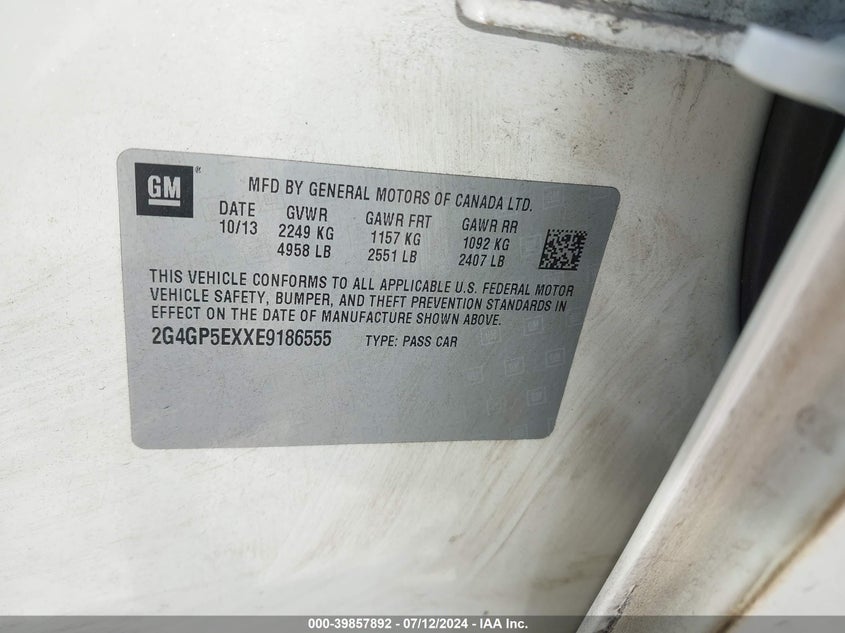 GM®
MFD BY GENERAL MOTORS OF CANADA LTD.
DATE GVWR GAWR FRT GAWR RR
10/13 2249 KG 1157 KG 1092 KG
4958 LB 2551 LB 2407 LB
THIS VEHICLE CONFORMS TO ALL APPLICABLE U.S. FEDERAL MOTOR
VEHICLE SAFETY, BUMPER, AND THEFT PREVENTION STANDARDS IN
EFFECT ON THE DATE OF MANUFACTURE SHOWN ABOVE.
2G4GP5EXXE9186555 TYPE: PASS CAR
000-39857892 / 07/12/2024 - IAA Inc.